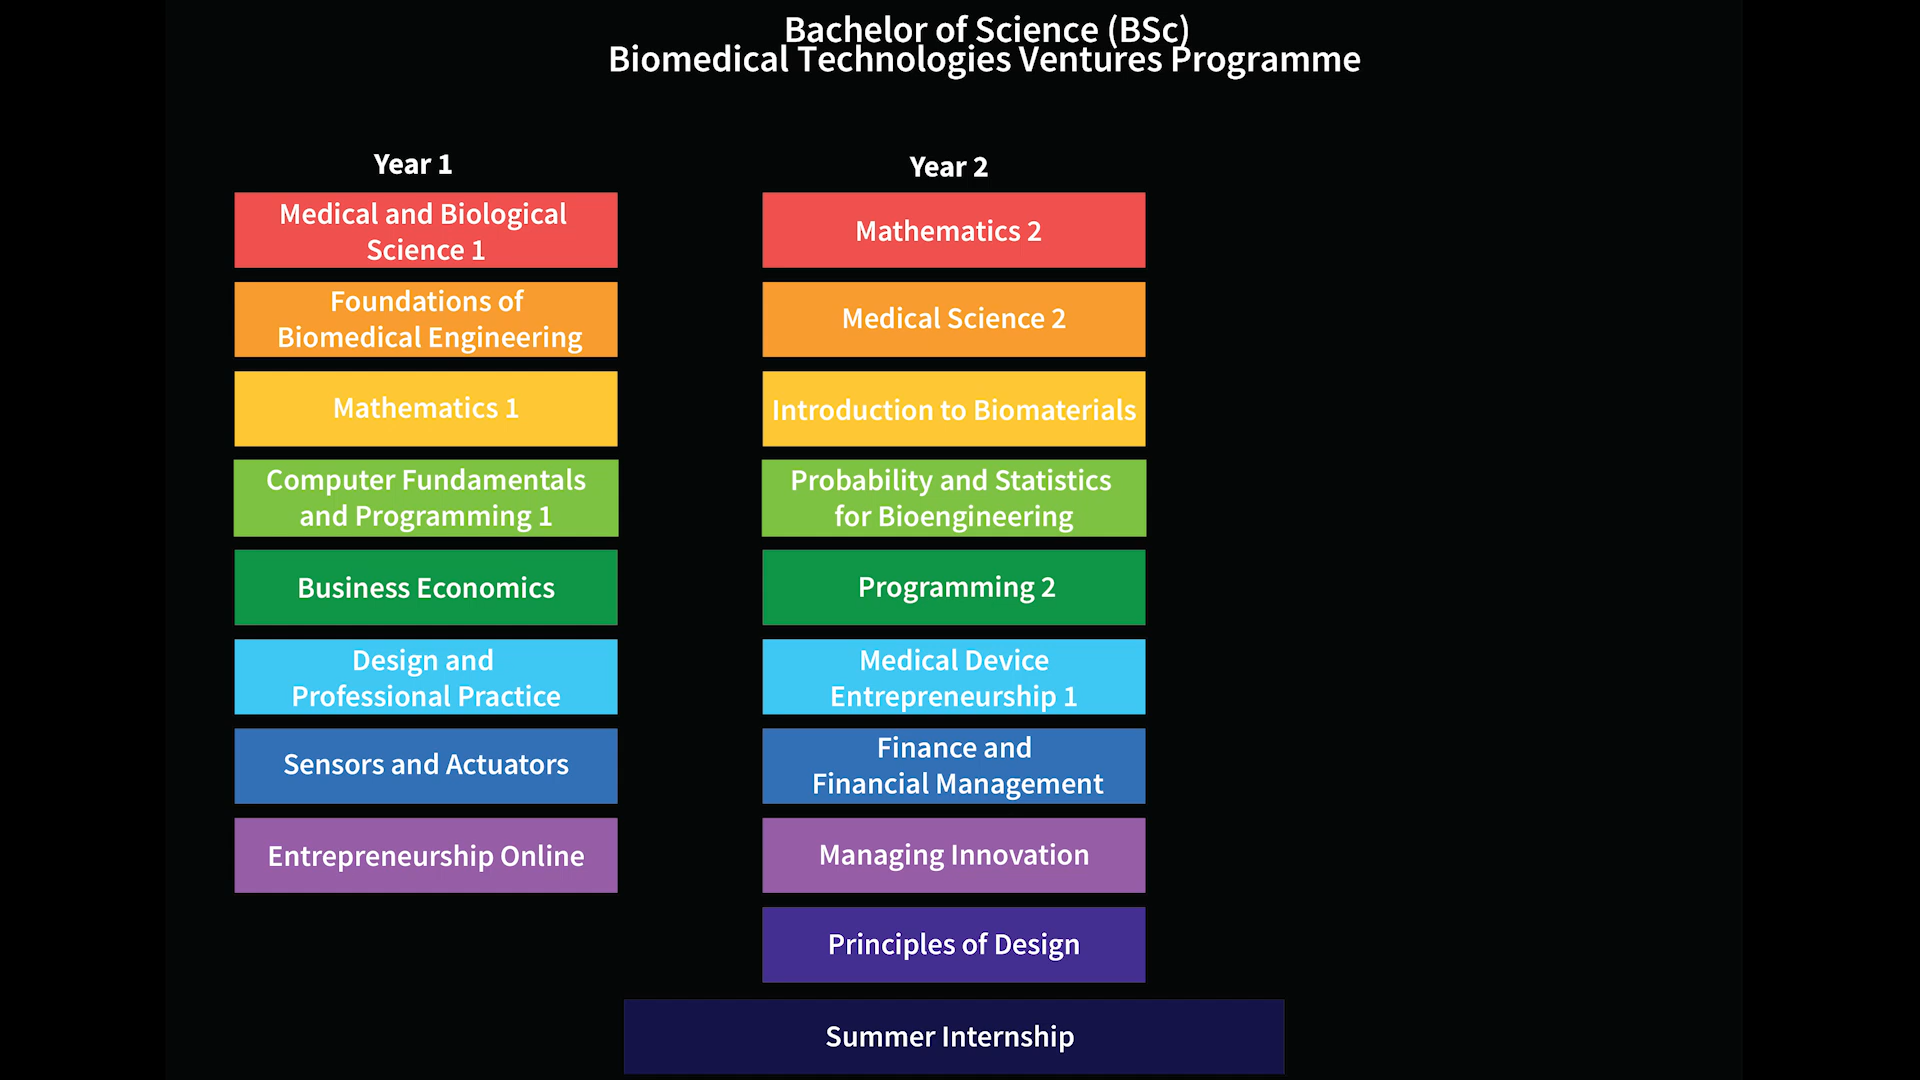 Bachelor of Science (BSc)
Biomedical Technologies Ventures Programme
Year 1
Medical and Biological
Science 1
Foundations of
Biomedical Engineering
Mathematics 1
Computer Fundamentals
and Programming 1
Business Economics
Design and
Professional Practice
Sensors and Actuators
Entrepreneurship Online
Year 2
Mathematics 2
Medical Science 2
Introduction to Biomaterials
Probability and Statistics
for Bioengineering
Programming 2
Medical Device
Entrepreneurship 1
Finance and
Financial Management
Managing Innovation
Principles of Design
Summer Internship